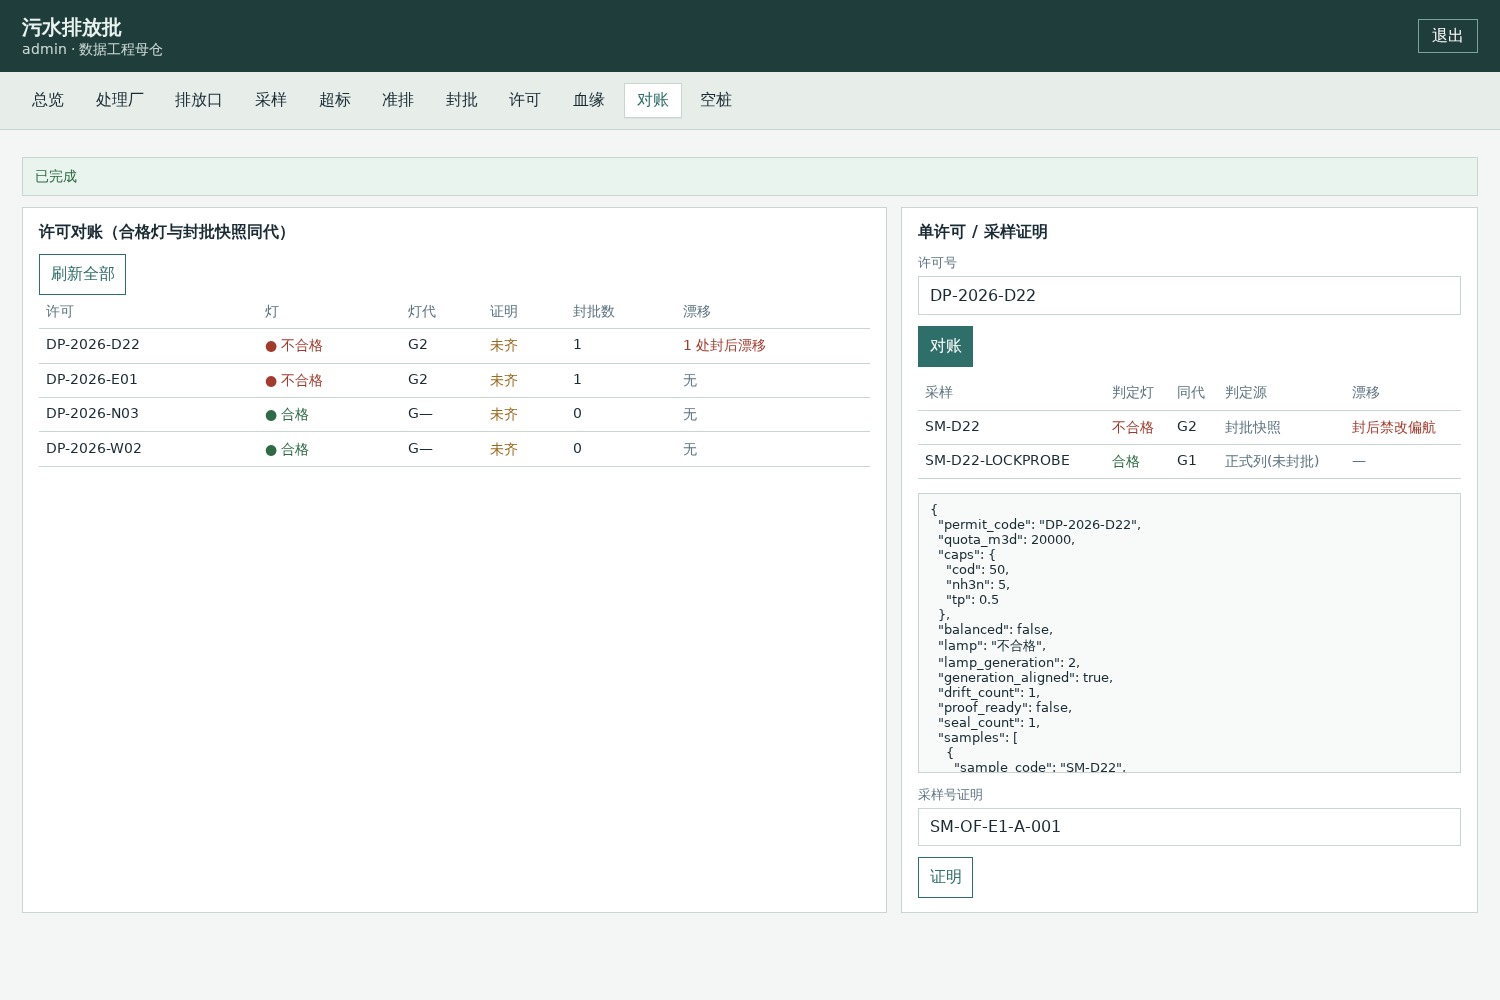 污水排放批
admin · 数据工程母仓
退出
总览 处理厂 排放口 采样 超标 准排 封批 许可 血缘 对账 空桩
已完成
许可对账（合格灯与封批快照同代）
刷新全部
许可 灯 灯代 证明 封批数 漂移
DP-2026-D22 ● 不合格 G2 未齐 1 1 处封后漂移
DP-2026-E01 ● 不合格 G2 未齐 1 无
DP-2026-N03 ● 合格 G— 未齐 0 无
DP-2026-W02 ● 合格 G— 未齐 0 无
单许可 / 采样证明
许可号
DP-2026-D22
对账
采样 判定灯 同代 判定源 漂移
SM-D22 不合格 G2 封批快照 封后禁改偏航
SM-D22-LOCKPROBE 合格 G1 正式列(未封批) —
{
"permit_code": "DP-2026-D22",
"quota_m3d": 20000,
"caps": {
"cod": 50,
"nh3n": 5,
"tp": 0.5
},
"balanced": false,
"lamp": "不合格",
"lamp_generation": 2,
"generation_aligned": true,
"drift_count": 1,
"proof_ready": false,
"seal_count": 1,
"samples": [
{
"sample_code": "SM-D22",
采样号证明
SM-OF-E1-A-001
证明